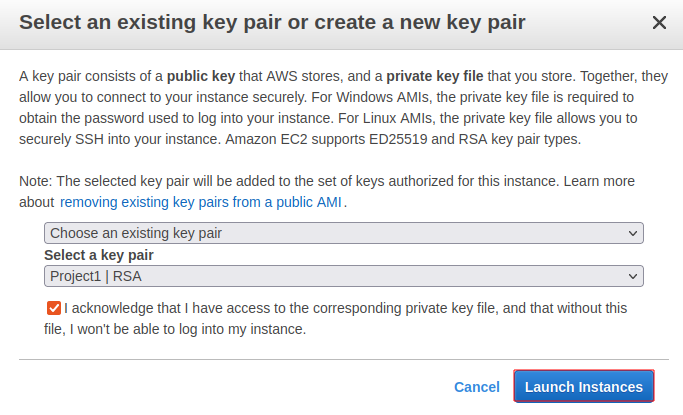 Select an existing key pair or create a new key pair
A key pair consists of a public key that AWS stores, and a private key file that you store. Together, they
allow you to connect to your instance securely. For Windows AMIs, the private key file is required to
obtain the password used to log into your instance. For Linux AMIs, the private key file allows you to
securely SSH into your instance. Amazon EC2 supports ED25519 and RSA key pair types.
Note: The selected key pair will be added to the set of keys authorized for this instance. Learn more
about removing existing key pairs from a public AMI.
Choose an existing key pair
Select a key pair
Project1 | RSA
I acknowledge that I have access to the corresponding private key file, and that without this
file, I won't be able to log into my instance.
Cancel Launch Instances